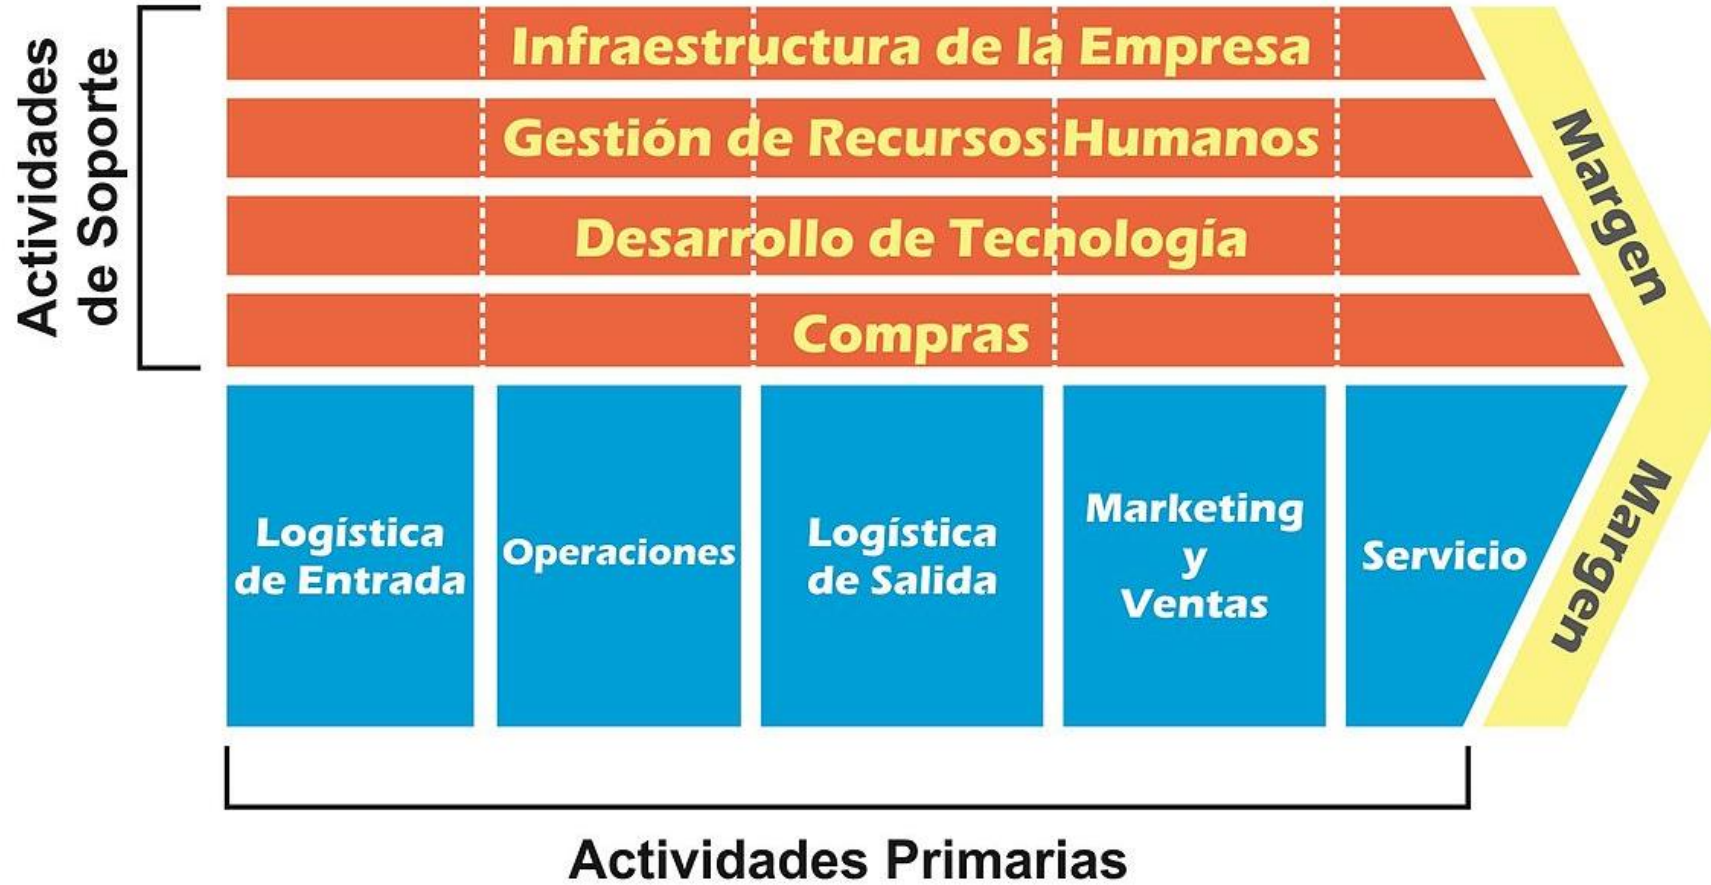 Actividades
de Soporte
Infraestructura de la Empresa
Gestión de Recursos Humanos
Desarrollo de Tecnología
Compras
Margen
Logística
de Entrada
Operaciones
Logística
de Salida
Marketing
y
Ventas
Servicio
Margen
Actividades Primarias